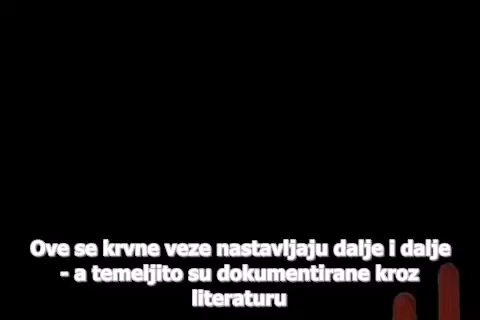 Ove se krvne veze nastavljaju dalje i dalje
- a temeljito su dokumentirane kroz
literaturu